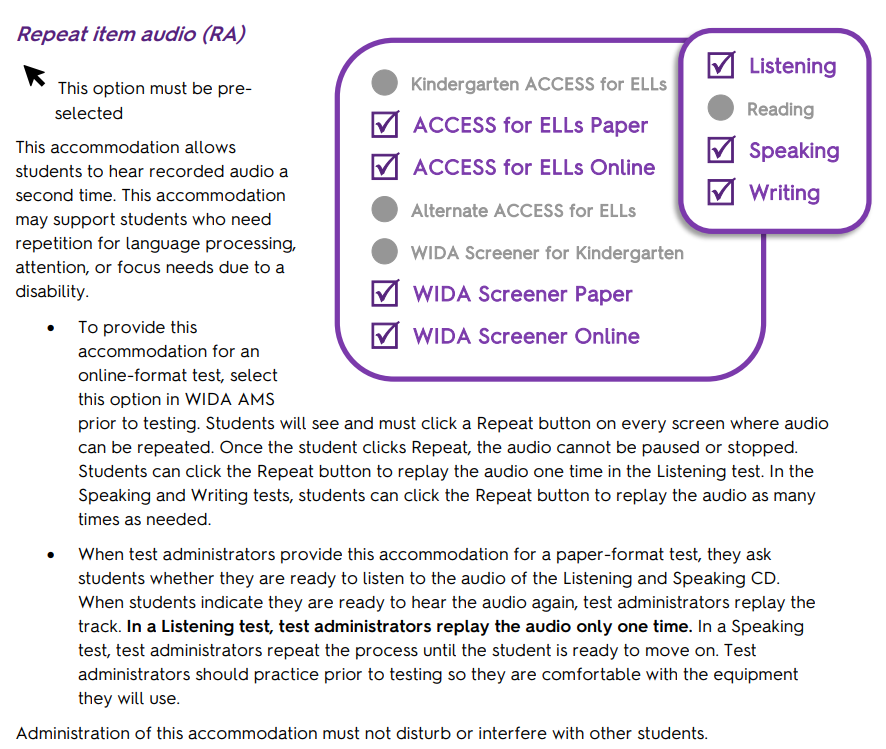 Repeat item audio (RA)
This option must be pre-
selected
This accommodation allows
students to hear recorded audio a
second time. This accommodation
may support students who need
repetition for language processing,
attention, or focus needs due to a
disability.
Kindergarten ACCESS for ELLs
ACCESS for ELLs Paper
ACCESS for ELLs Online
Alternate ACCESS for ELLs
WIDA Screener for Kindergarten
WIDA Screener Paper
WIDA Screener Online
Listening
Reading
Speaking
Writing
• To provide this
accommodation for an
online-format test, select
this option in WIDA AMS
prior to testing. Students will see and must click a Repeat button on every screen where audio
can be repeated. Once the student clicks Repeat, the audio cannot be paused or stopped.
Students can click the Repeat button to replay the audio one time in the Listening test. In the
Speaking and Writing tests, students can click the Repeat button to replay the audio as many
times as needed.
• When test administrators provide this accommodation for a paper-format test, they ask
students whether they are ready to listen to the audio of the Listening and Speaking CD.
When students indicate they are ready to hear the audio again, test administrators replay the
track. In a Listening test, test administrators replay the audio only one time. In a Speaking
test, test administrators repeat the process until the student is ready to move on. Test
administrators should practice prior to testing so they are comfortable with the equipment
they will use.
Administration of this accommodation must not disturb or interfere with other students.